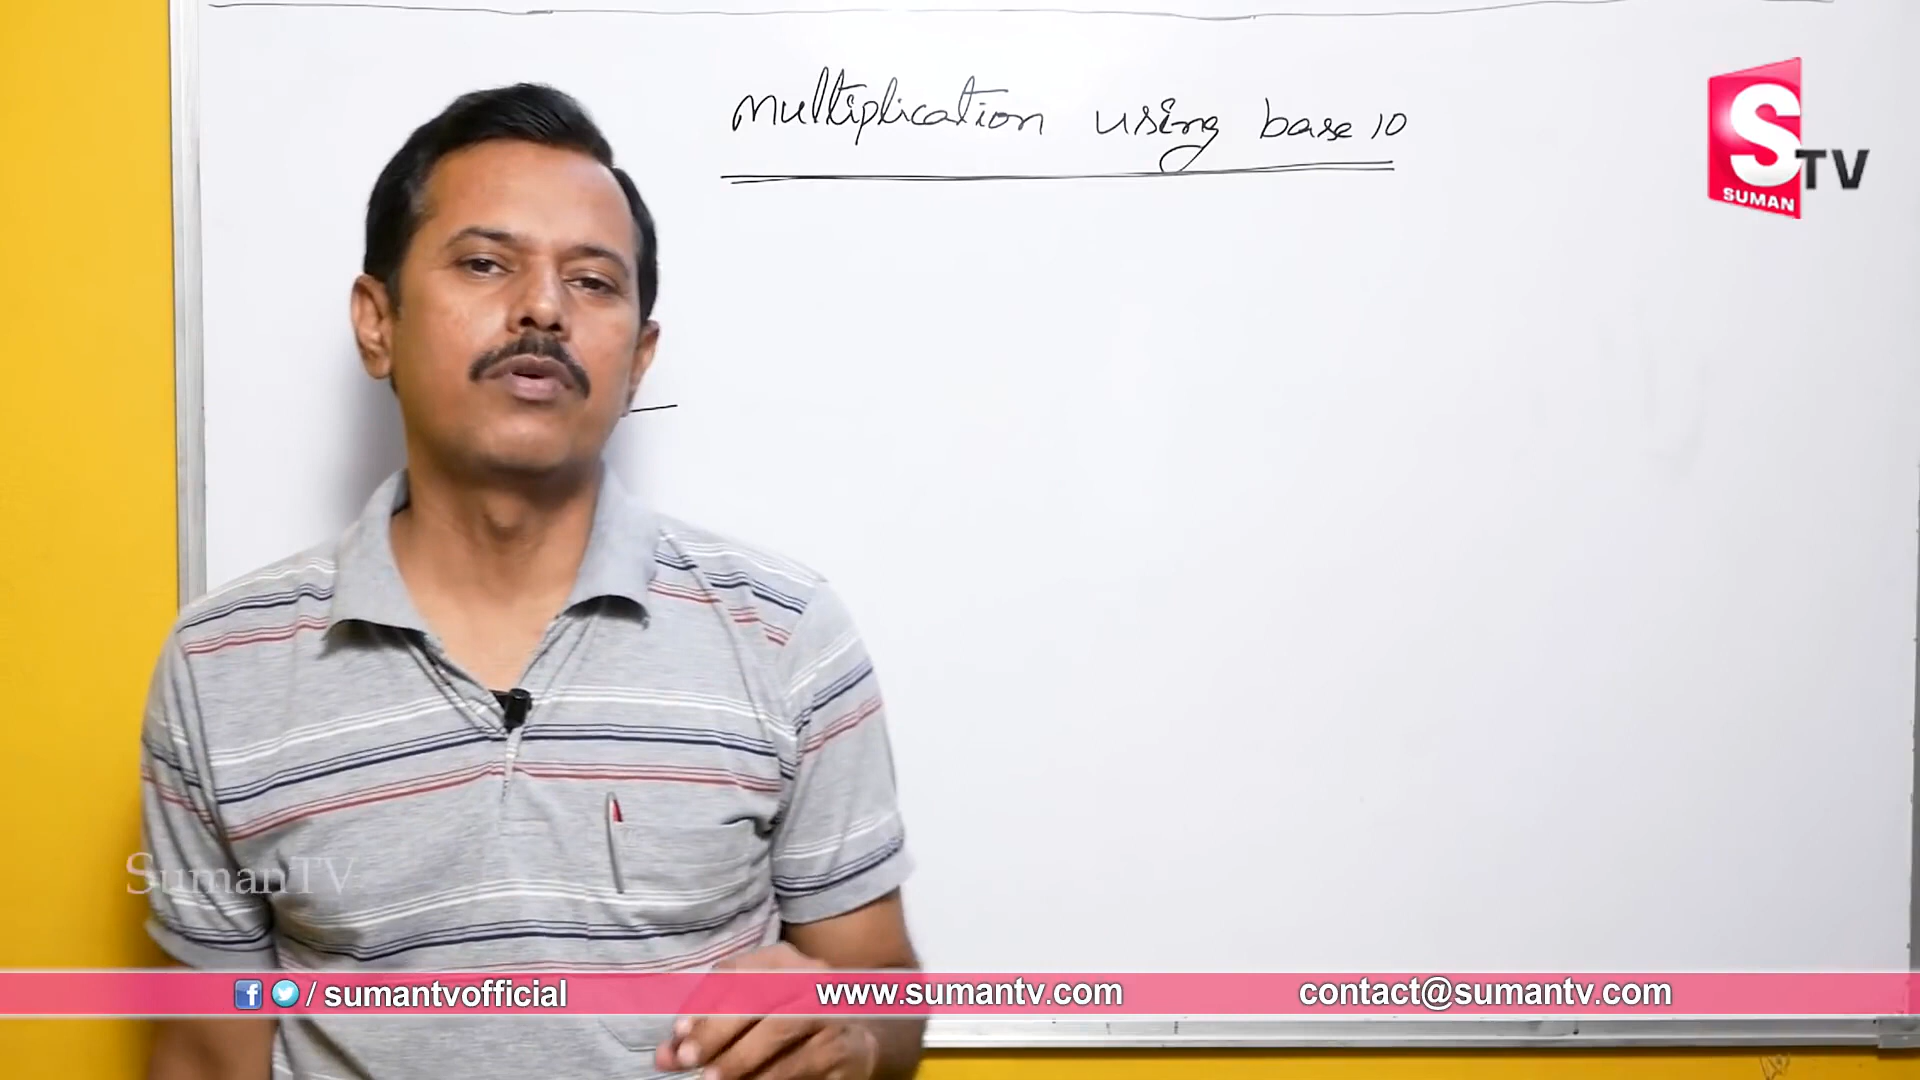 multiplication using base 10
S TV
SUMAN
SumanTV
/ sumantvofficial
www.sumantv.com
contact@sumantv.com